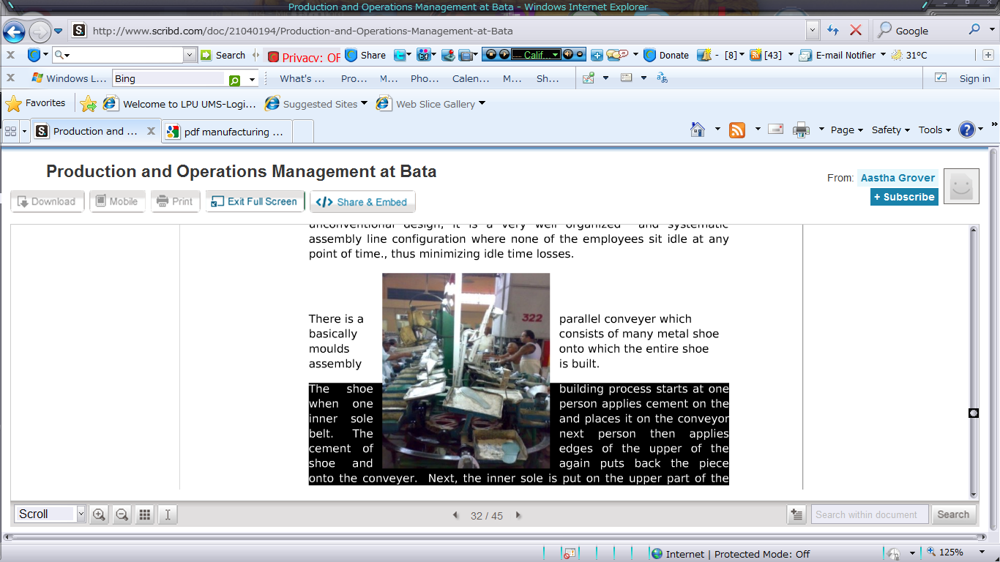 Production and Operations Management at Bata - Windows Internet Explorer
http://www.scribd.com/doc/21040194/Production-and-Operations-Management-at-Bata
Google
Search
Privacy: OF
Share
Calif...
Donate
- [8]
[43]
E-mail Notifier
31°C
Windows L...
Bing
What's ...
Pro...
M...
Pho...
Calen...
M...
Sh...
Sign in
Favorites
Welcome to LPU UMS-Logi...
Suggested Sites
Web Slice Gallery
Production and ...
pdf manufacturing ...
Page
Safety
Tools
Production and Operations Management at Bata
From: Aastha Grover
+ Subscribe
Download
Mobile
Print
Exit Full Screen
Share & Embed
unconventional design, it is a very well organized and systematic
assembly line configuration where none of the employees sit idle at any
point of time., thus minimizing idle time losses.
322
There is a parallel conveyer which
basically consists of many metal shoe
moulds onto which the entire shoe
assembly is built.
The shoe building process starts at one
when one person applies cement on the
inner sole and places it on the conveyor
belt. The next person then applies
cement of edges of the upper of the
shoe and again puts back the piece
onto the conveyer. Next, the inner sole is put on the upper part of the
Scroll
32 / 45
Search within document
Search
Internet | Protected Mode: Off
125%